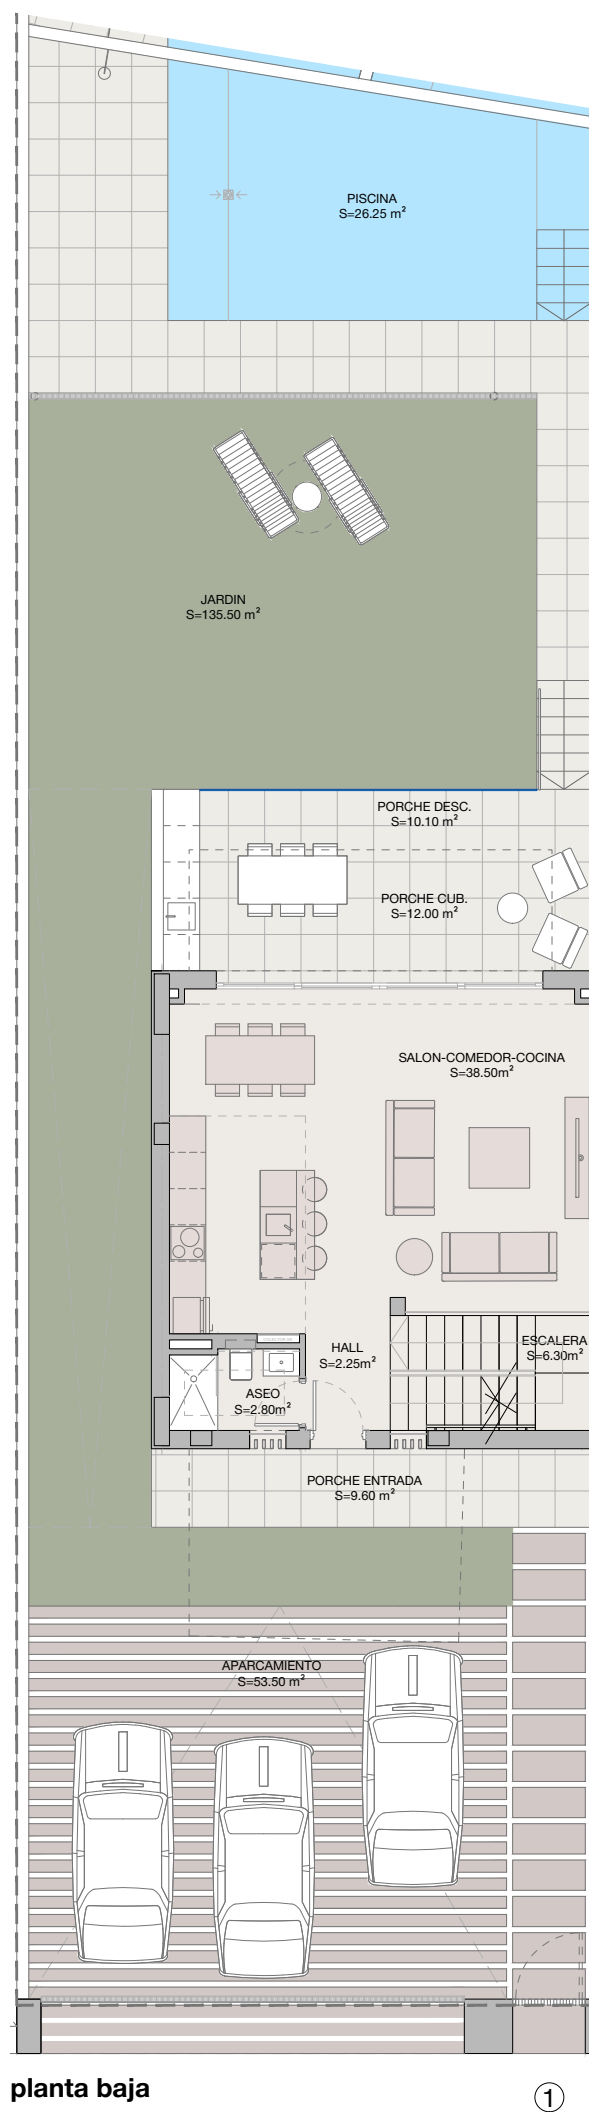 PISCINA
S=26.25 m²
JARDIN
S=135.50 m²
PORCHE DESC.
S=10.10 m²
PORCHE CUB.
S=12.00 m²
SALON-COMEDOR-COCINA
S=38.50m²
HALL
S=2.25m²
ESCALERA
S=6.30m²
ASEO
S=2.80m²
PORCHE ENTRADA
S=9.60 m²
APARCAMIENTO
S=53.50 m²
planta baja
1